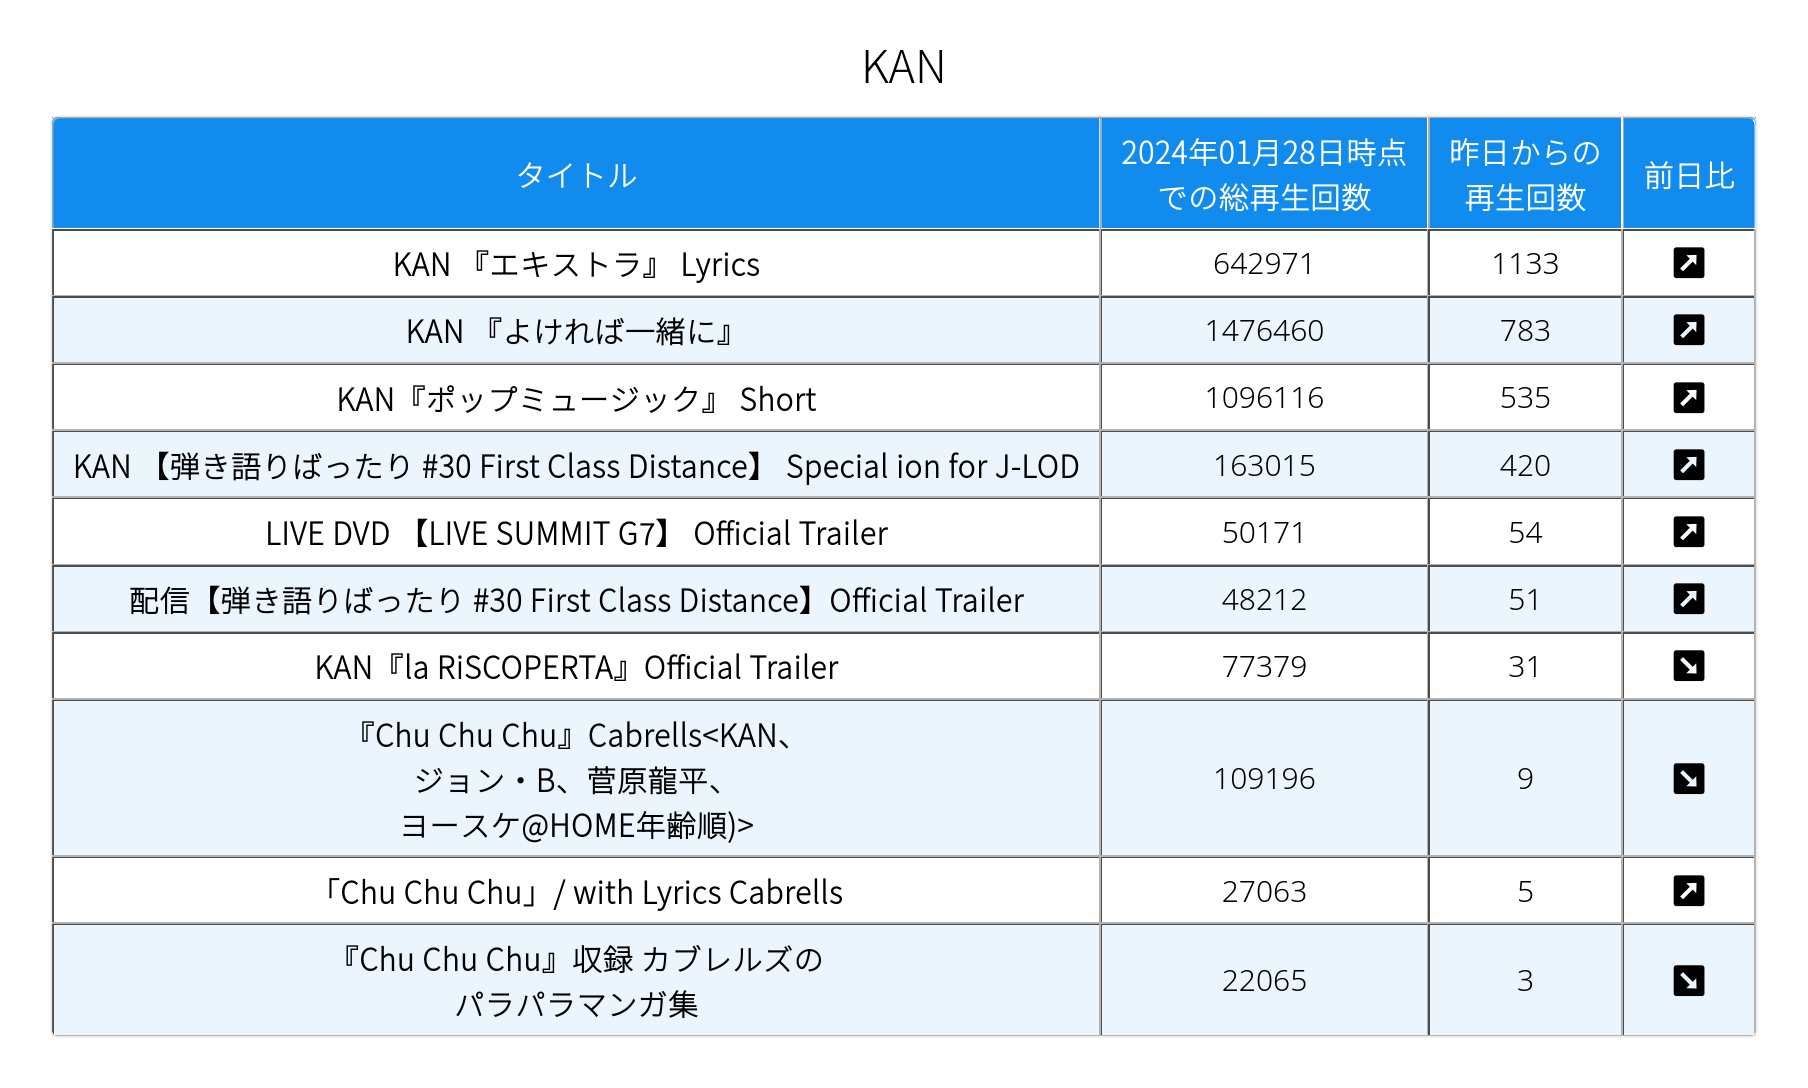 KAN
タイトル
2024年01月28日時点
での総再生回数
昨日からの
再生回数
前日比
KAN 『エキストラ』 Lyrics
642971
1133
KAN 『よければ一緒に』
1476460
783
KAN『ポップミュージック』 Short
1096116
535
KAN 【弾き語りばったり #30 First Class Distance】 Special ion for J-LOD
163015
420
LIVE DVD 【LIVE SUMMIT G7】 Official Trailer
50171
54
配信【弾き語りばったり #30 First Class Distance】Official Trailer
48212
51
KAN『la RiSCOPERTA』Official Trailer
77379
31
『Chu Chu Chu』Cabrells<KAN、
ジョン・B、菅原龍平、
ヨースケ@HOME年齢順)>
109196
9
「Chu Chu Chu」/ with Lyrics Cabrells
27063
5
『Chu Chu Chu』収録 カブレルズの
パラパラマンガ集
22065
3